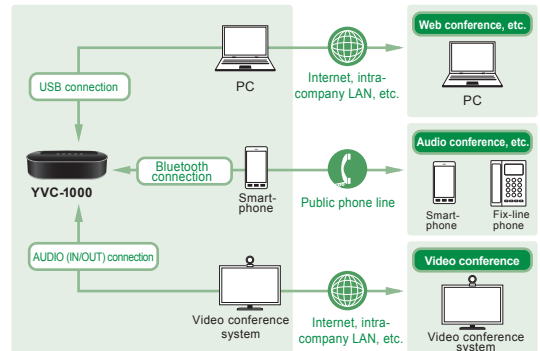 Web conference, etc.
USB connection
PC
Internet, intra-
company LAN, etc.
PC
YVC-1000
Bluetooth
connection
Smart-
phone
Public phone line
Audio conference, etc.
Smart-
phone
Fix-line
phone
AUDIO (IN/OUT) connection
Video conference
system
Internet, intra-
company LAN, etc.
Video conference
Video conference
system